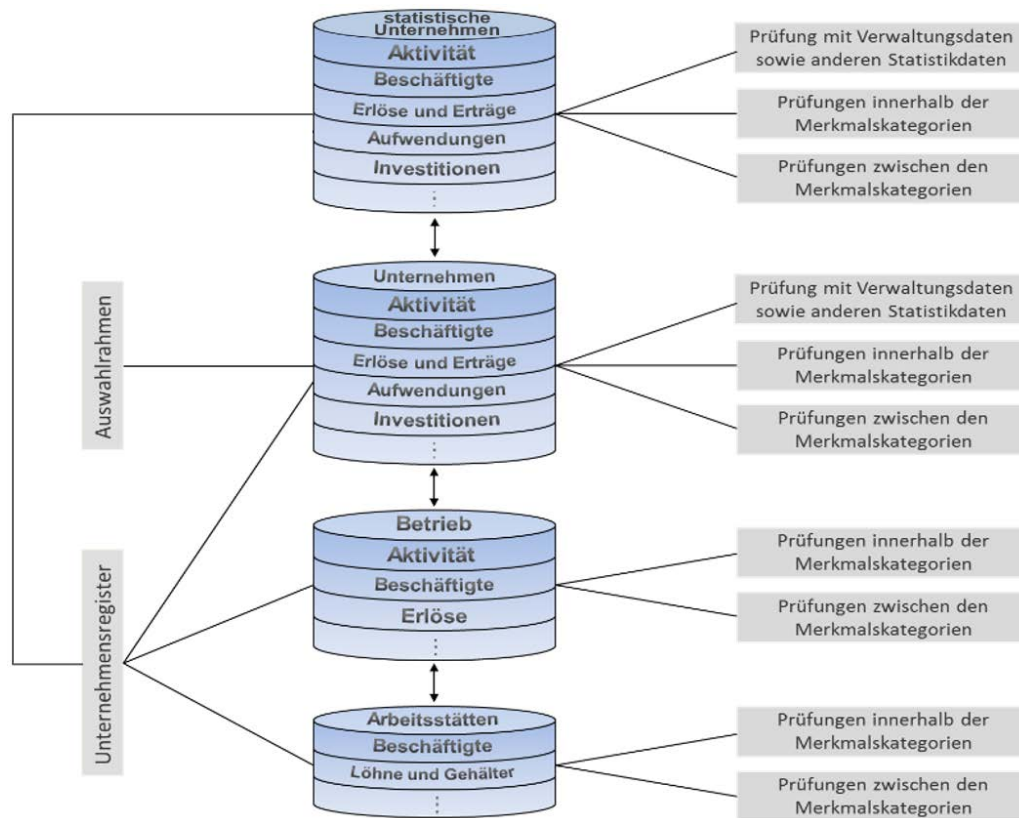 statistische
Unternehmen
Aktivität
Beschäftigte
Erlöse und Erträge
Aufwendungen
Investitionen
⋮
Prüfung mit Verwaltungsdaten
sowie anderen Statistikdaten
Prüfungen innerhalb der
Merkmalskategorien
Prüfungen zwischen den
Merkmalskategorien
Auswahlrahmen
Unternehmen
Aktivität
Beschäftigte
Erlöse und Erträge
Aufwendungen
Investitionen
⋮
Prüfung mit Verwaltungsdaten
sowie anderen Statistikdaten
Prüfungen innerhalb der
Merkmalskategorien
Prüfungen zwischen den
Merkmalskategorien
Unternehmensregister
Betrieb
Aktivität
Beschäftigte
Erlöse
⋮
Prüfungen innerhalb der
Merkmalskategorien
Prüfungen zwischen den
Merkmalskategorien
Arbeitsstätten
Beschäftigte
Löhne und Gehälter
⋮
Prüfungen innerhalb der
Merkmalskategorien
Prüfungen zwischen den
Merkmalskategorien